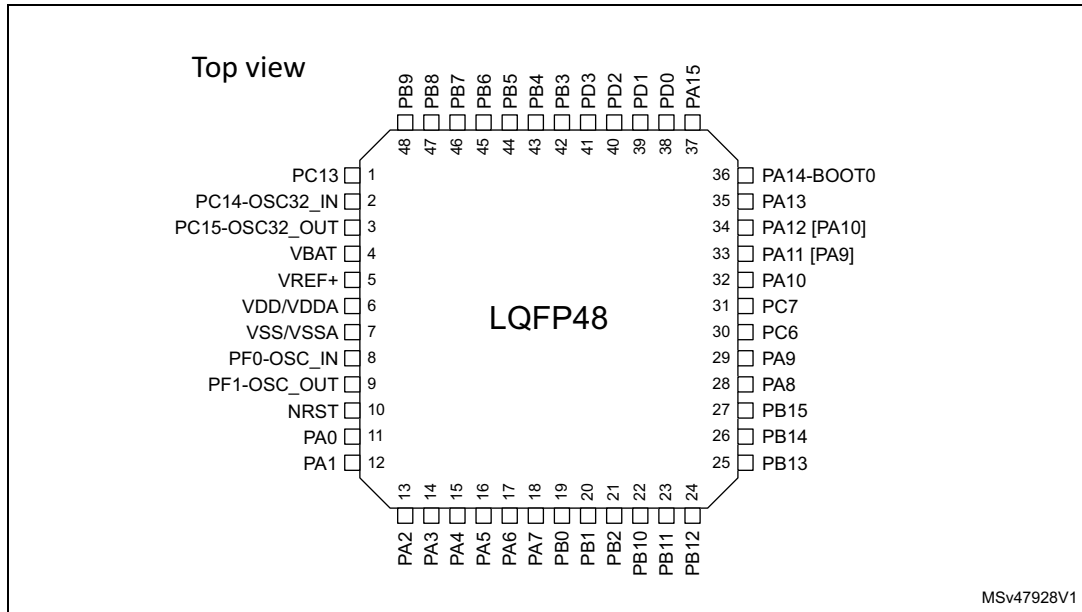 Top view
PB9
PB8
PB7
PB6
PB5
PB4
PB3
PD3
PD2
PD1
PD0
PA15
48
47
46
45
44
43
42
41
40
39
38
37
PC13 1
PC14-OSC32_IN 2
PC15-OSC32_OUT 3
VBAT 4
VREF+ 5
VDD/VDDA 6
VSS/VSSA 7
PF0-OSC_IN 8
PF1-OSC_OUT 9
NRST 10
PA0 11
PA1 12
LQFP48
36 PA14-BOOT0
35 PA13
34 PA12 [PA10]
33 PA11 [PA9]
32 PA10
31 PC7
30 PC6
29 PA9
28 PA8
27 PB15
26 PB14
25 PB13
13
14
15
16
17
18
19
20
21
22
23
24
PA2
PA3
PA4
PA5
PA6
PA7
PB0
PB1
PB2
PB10
PB11
PB12
MSv47928V1